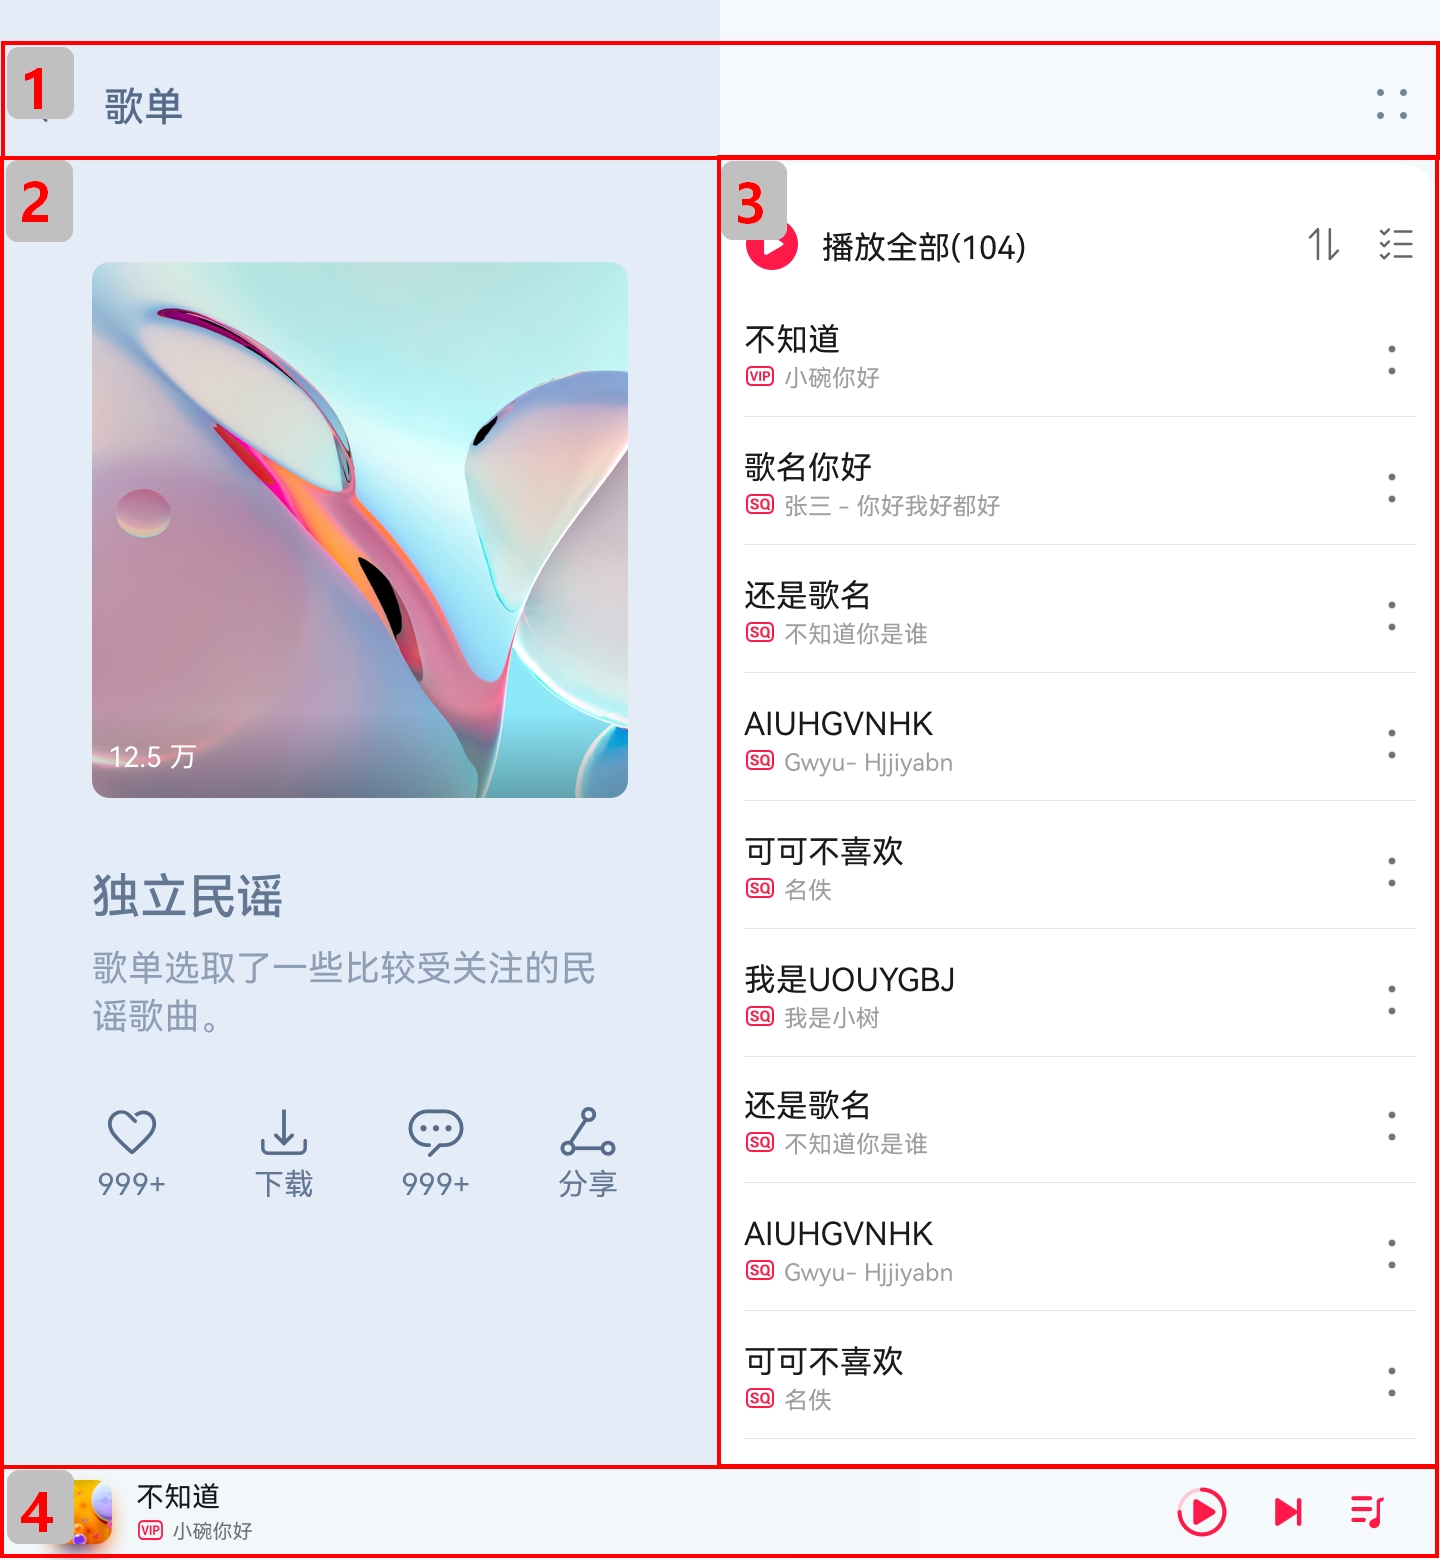 1
歌单
2
12.5 万
独立民谣
歌单选取了一些比较受关注的民
谣歌曲。
999+
下载
999+
分享
3
播放全部(104)
不知道
VIP 小碗你好
歌名你好
SQ 张三 - 你好我好都好
还是歌名
SQ 不知道你是谁
AIUHGVNHK
SQ Gwyu- Hjjiyabn
可可不喜欢
SQ 名佚
我是UOUYGBJ
SQ 我是小树
还是歌名
SQ 不知道你是谁
AIUHGVNHK
SQ Gwyu- Hjjiyabn
可可不喜欢
SQ 名佚
4
不知道
VIP 小碗你好